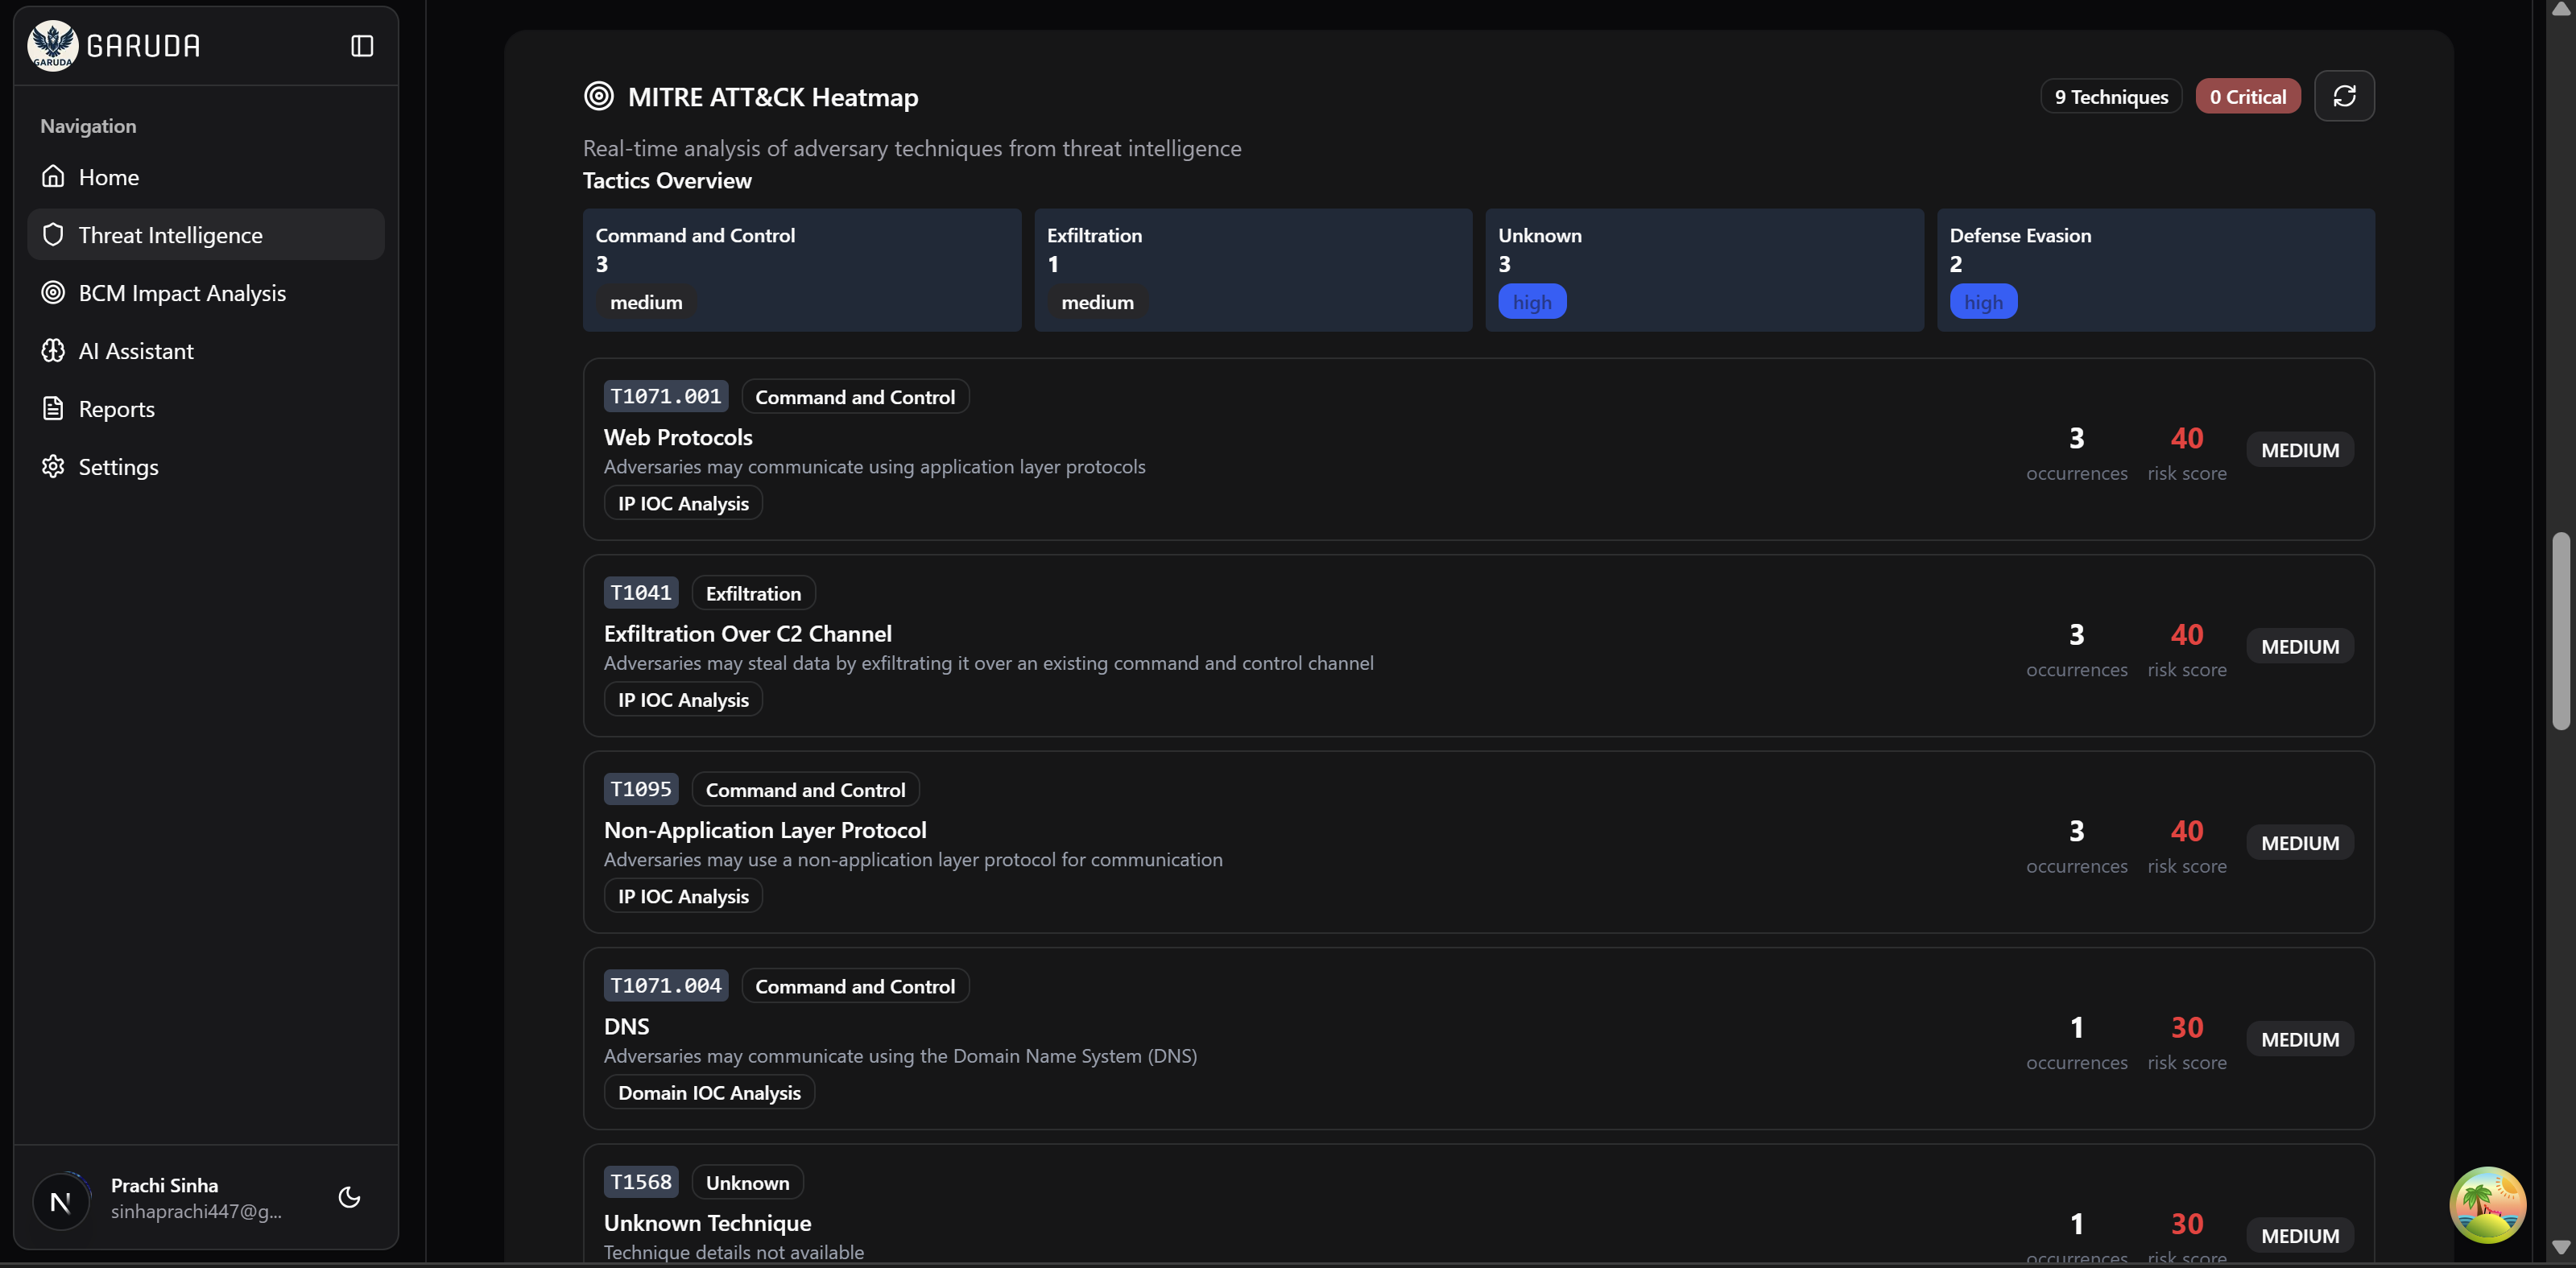 GARUDA
GARUDA
Navigation
Home
Threat Intelligence
BCM Impact Analysis
AI Assistant
Reports
Settings
N
Prachi Sinha
sinhaprachi447@g...
MITRE ATT&CK Heatmap
9 Techniques
0 Critical
Real-time analysis of adversary techniques from threat intelligence
Tactics Overview
Command and Control
3
medium
Exfiltration
1
medium
Unknown
3
high
Defense Evasion
2
high
T1071.001 Command and Control
Web Protocols
Adversaries may communicate using application layer protocols
IP IOC Analysis
3 occurrences
40 risk score
MEDIUM
T1041 Exfiltration
Exfiltration Over C2 Channel
Adversaries may steal data by exfiltrating it over an existing command and control channel
IP IOC Analysis
3 occurrences
40 risk score
MEDIUM
T1095 Command and Control
Non-Application Layer Protocol
Adversaries may use a non-application layer protocol for communication
IP IOC Analysis
3 occurrences
40 risk score
MEDIUM
T1071.004 Command and Control
DNS
Adversaries may communicate using the Domain Name System (DNS)
Domain IOC Analysis
1 occurrences
30 risk score
MEDIUM
T1568 Unknown
Unknown Technique
Technique details not available
1 occurrences
30 risk score
MEDIUM